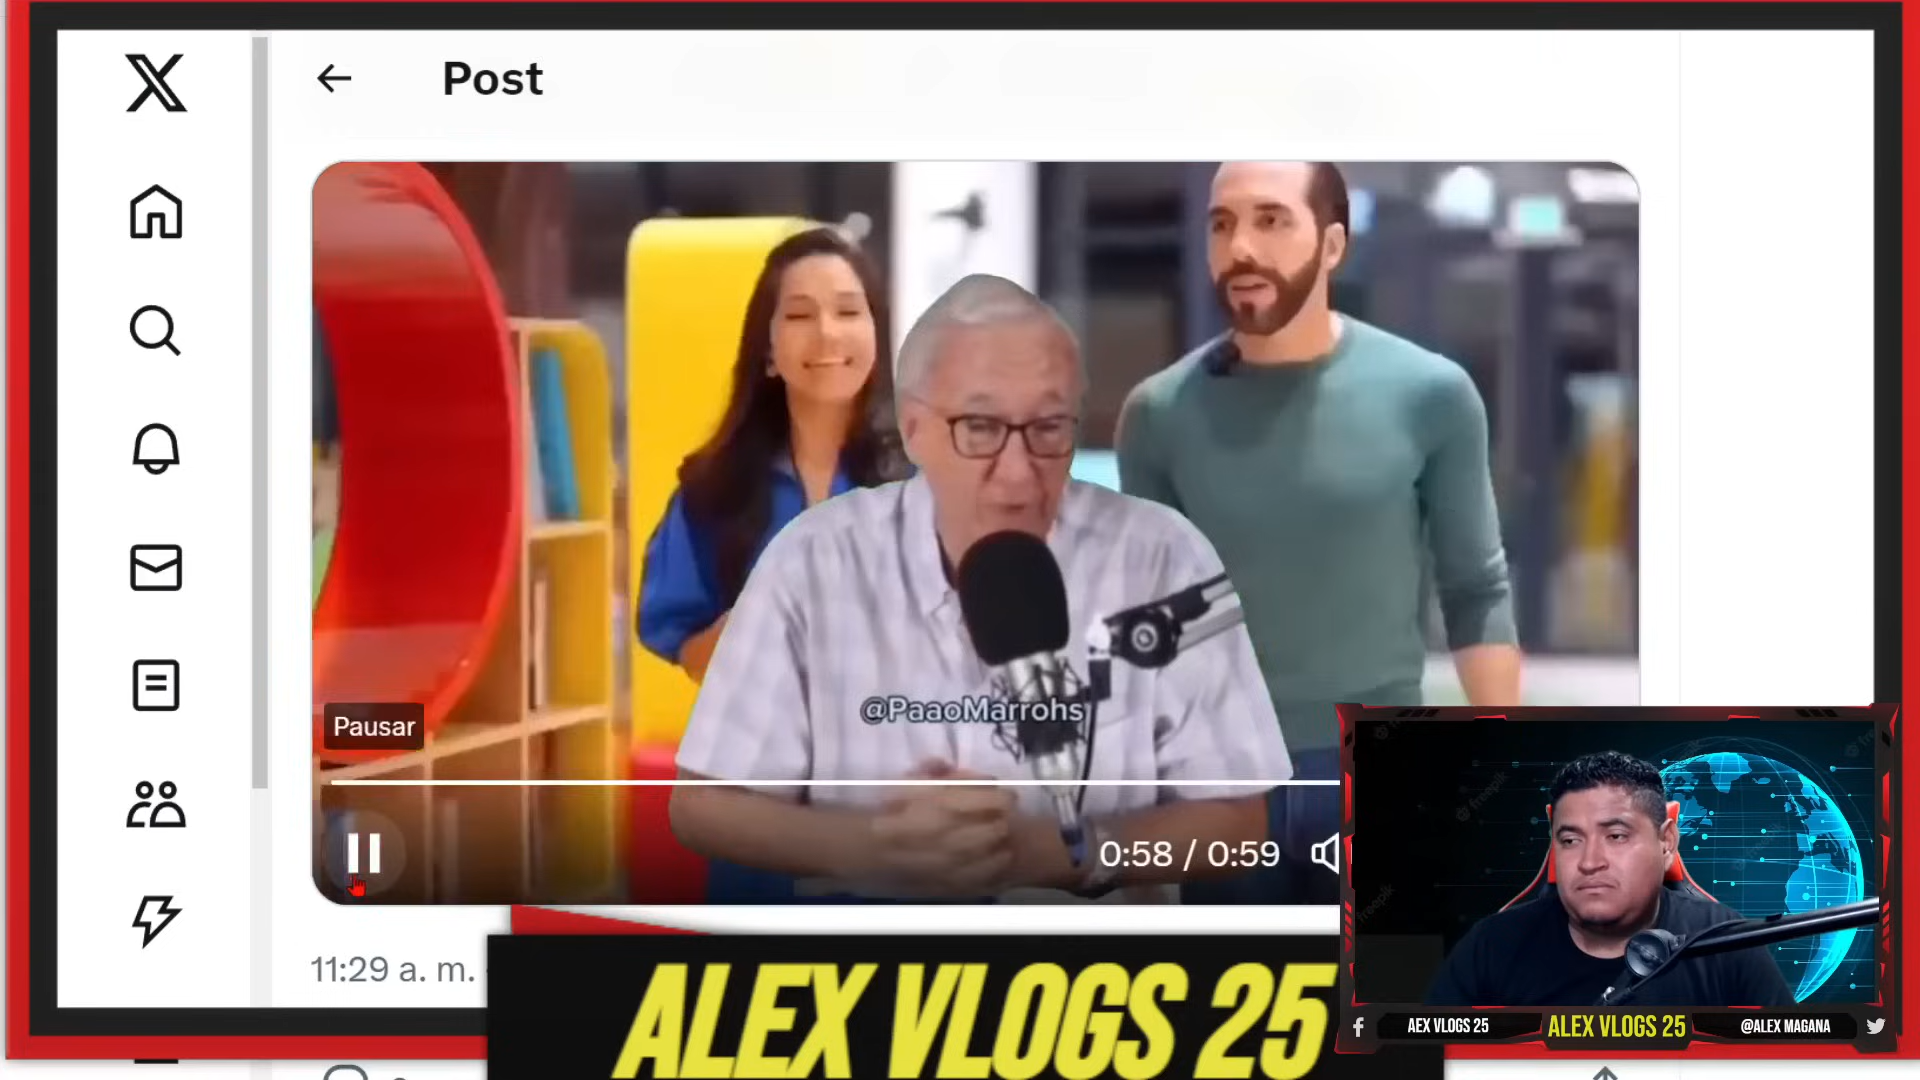 Post
@PaaoMarrohs
Pausar
0:58 / 0:59
11:29 a. m.
ALEX VLOGS 25
AEX VLOGS 25
ALEX VLOGS 25
@ALEX MAGANA